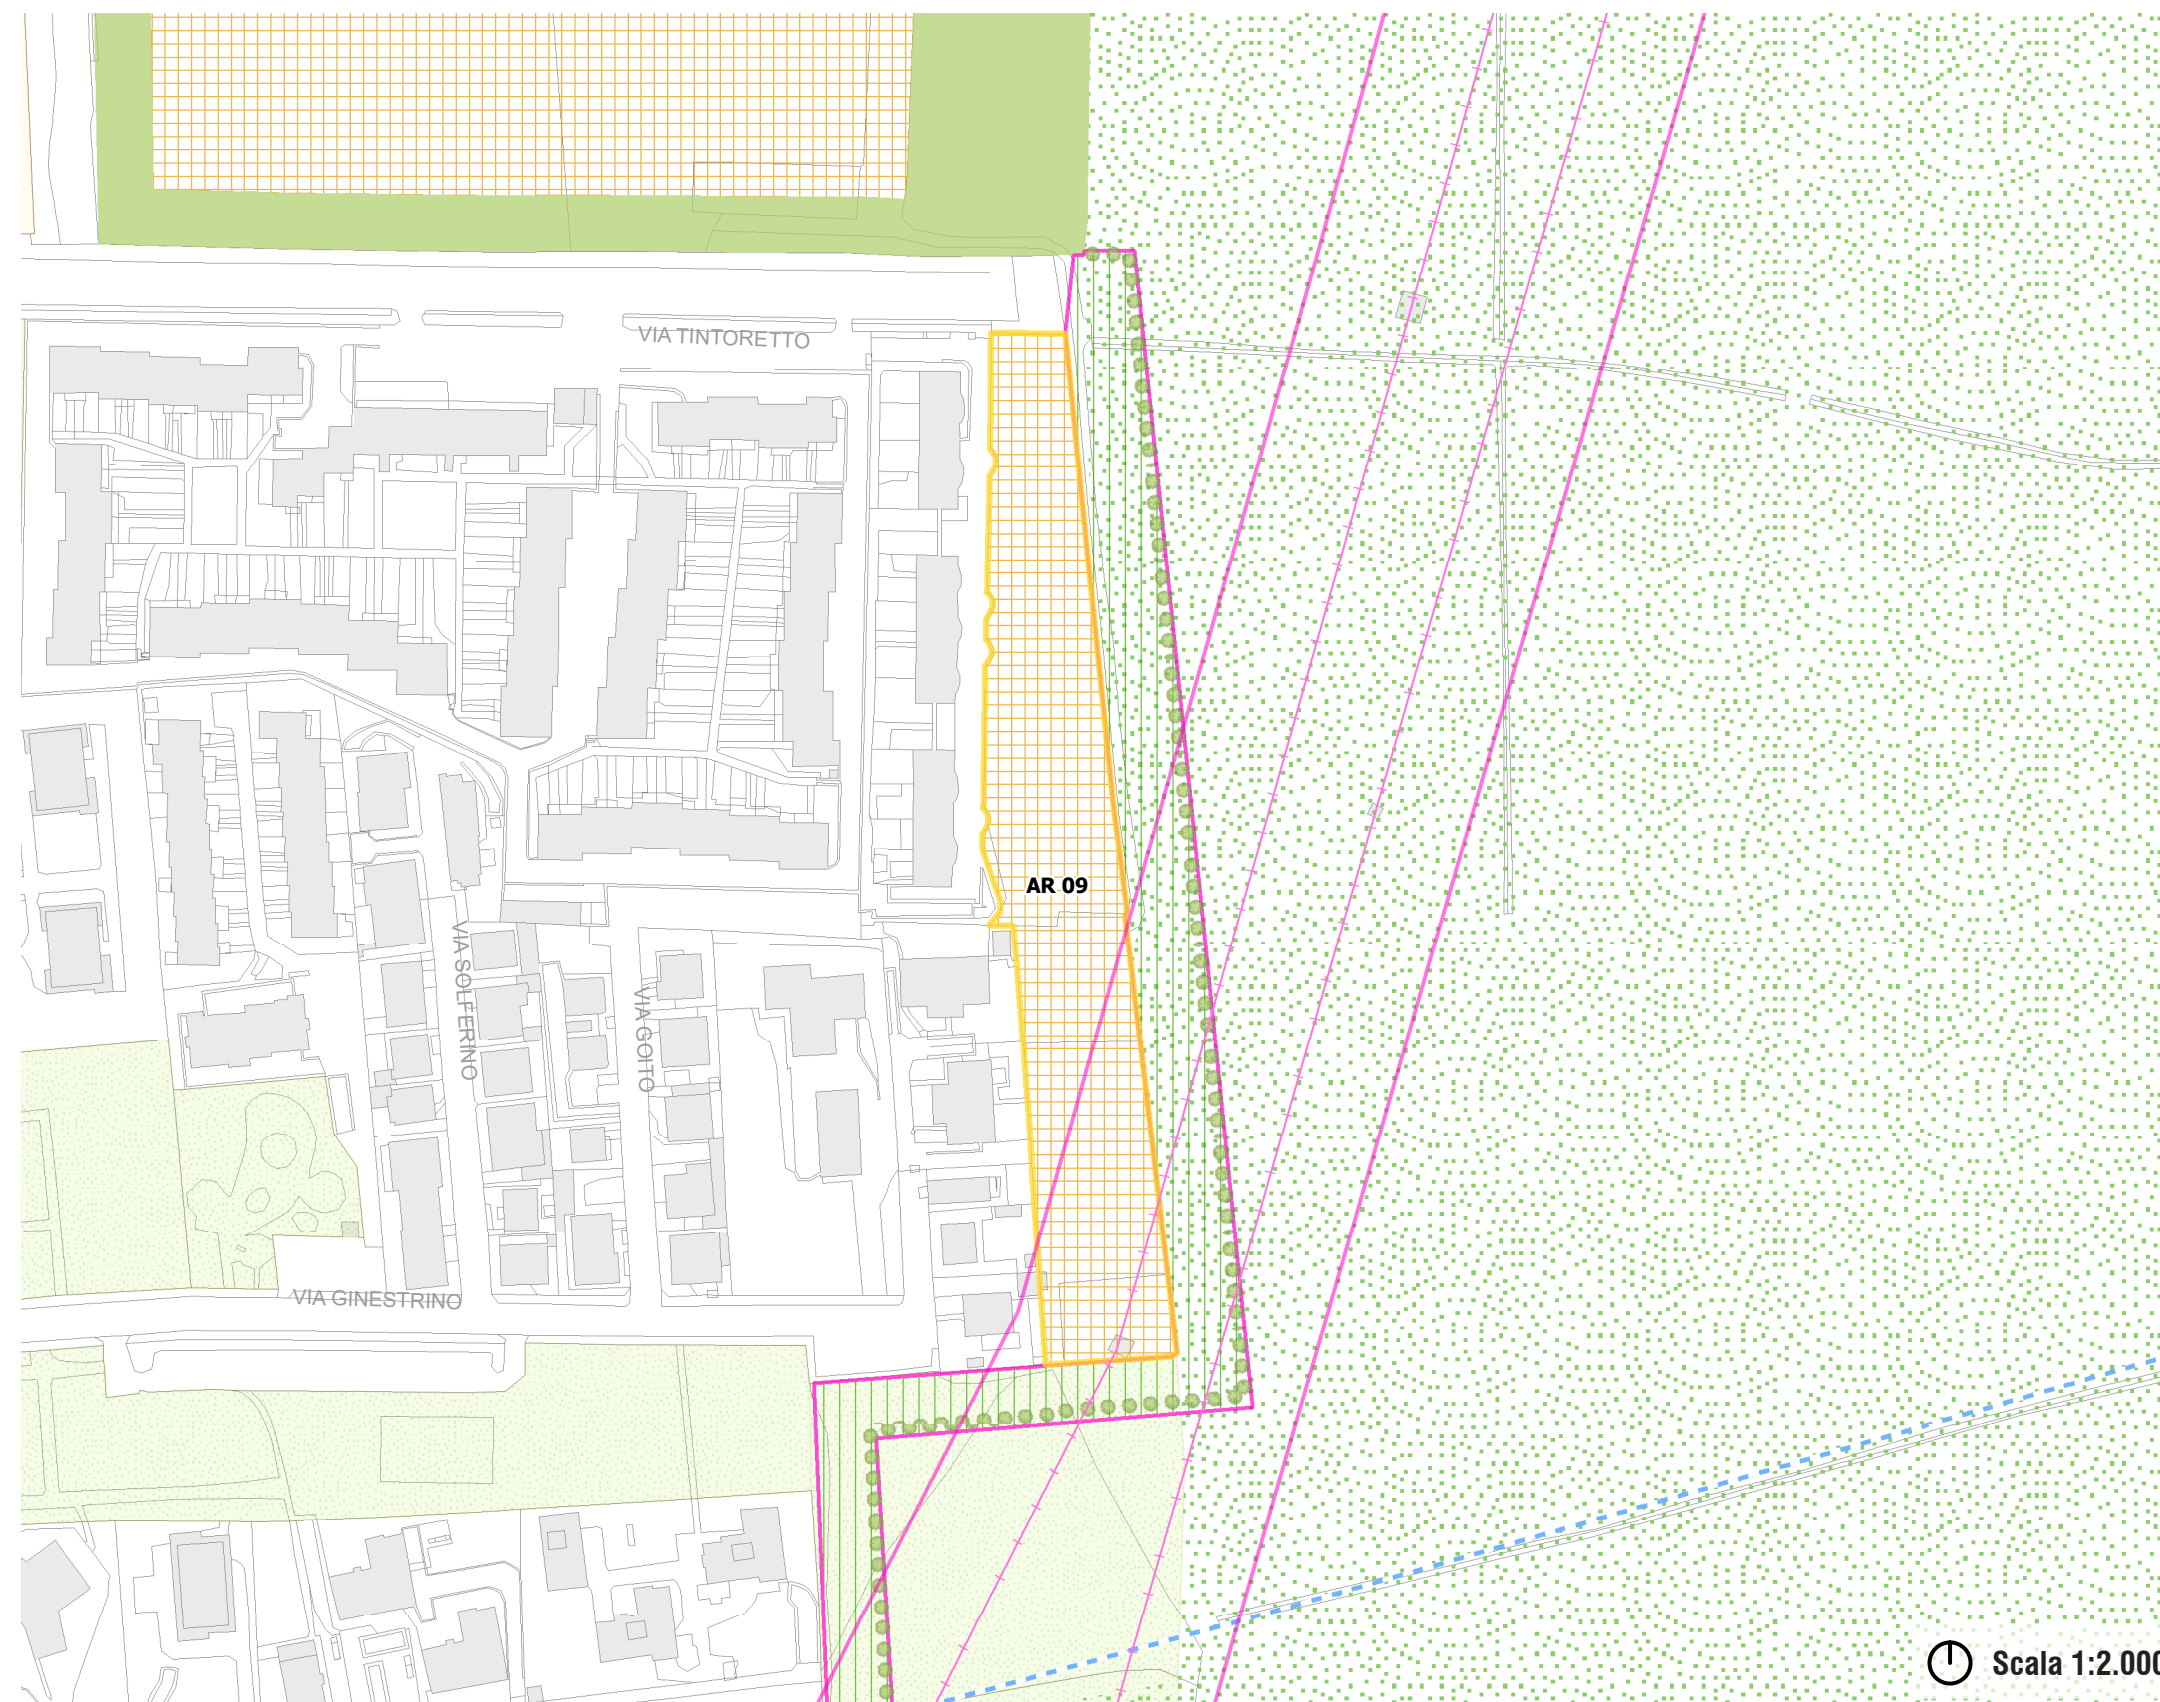 VIA TINTORETTO
AR 09
VIA SOLFERINO
VIA GOITO
VIA GINESTRINO
Scala 1:2.000